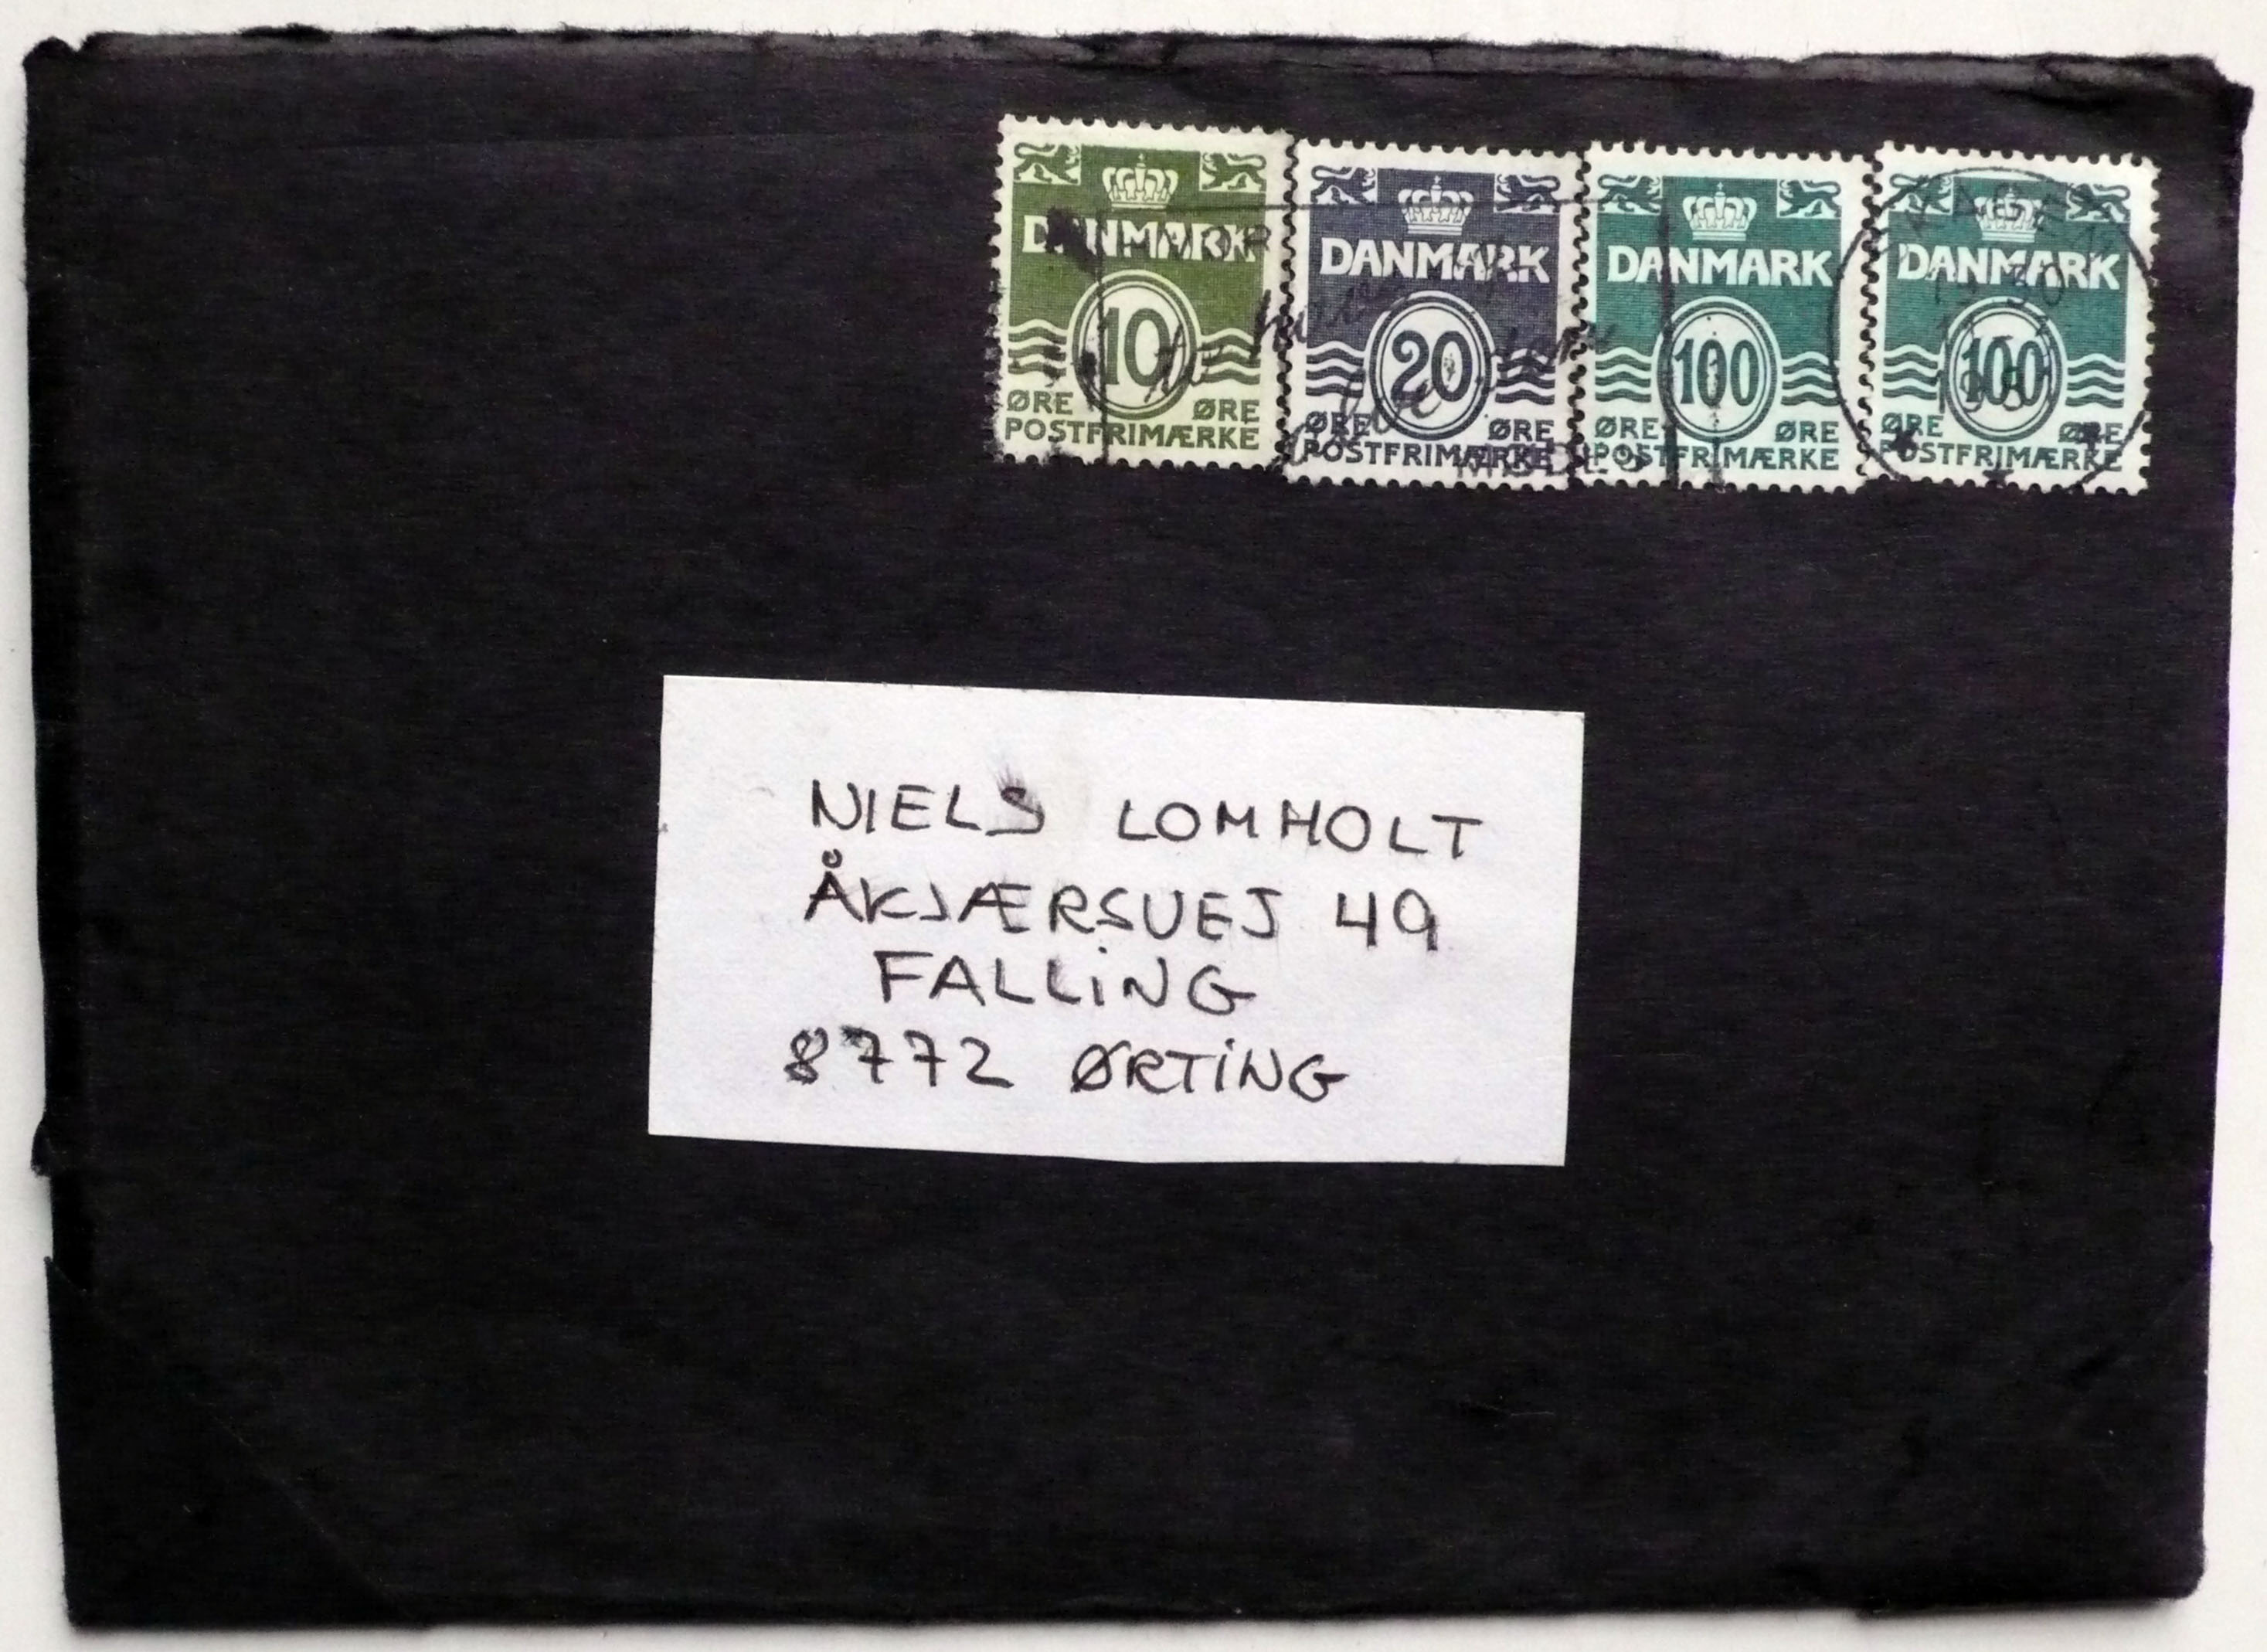 DANMARK
10
ØRE ØRE
POSTFRIMÆRKE
DANMARK
20
ØRE ØRE
POSTFRIMÆRKE
DANMARK
100
ØRE ØRE
POSTFRIMÆRKE
DANMARK
100
ØRE ØRE
POSTFRIMÆRKE
NIELS LOMHOLT
ÅKJÆRSVEJ 49
FALLiNG
8772 ØRTiNG